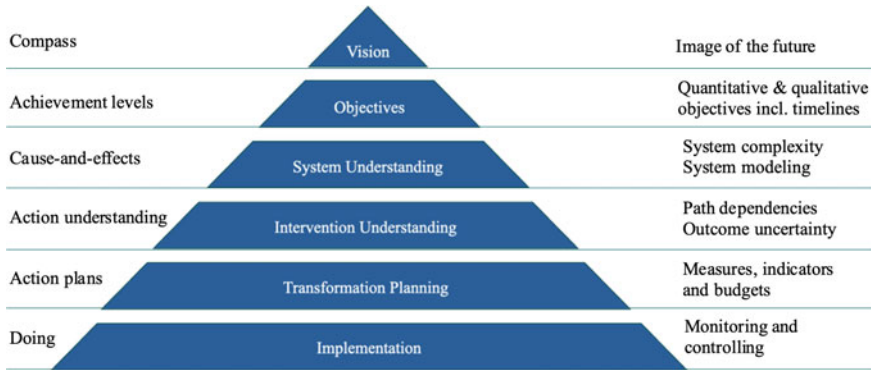 Compass
Vision
Image of the future
Achievement levels
Objectives
Quantitative & qualitative
objectives incl. timelines
Cause-and-effects
System Understanding
System complexity
System modeling
Action understanding
Intervention Understanding
Path dependencies
Outcome uncertainty
Action plans
Transformation Planning
Measures, indicators
and budgets
Doing
Implementation
Monitoring and
controlling